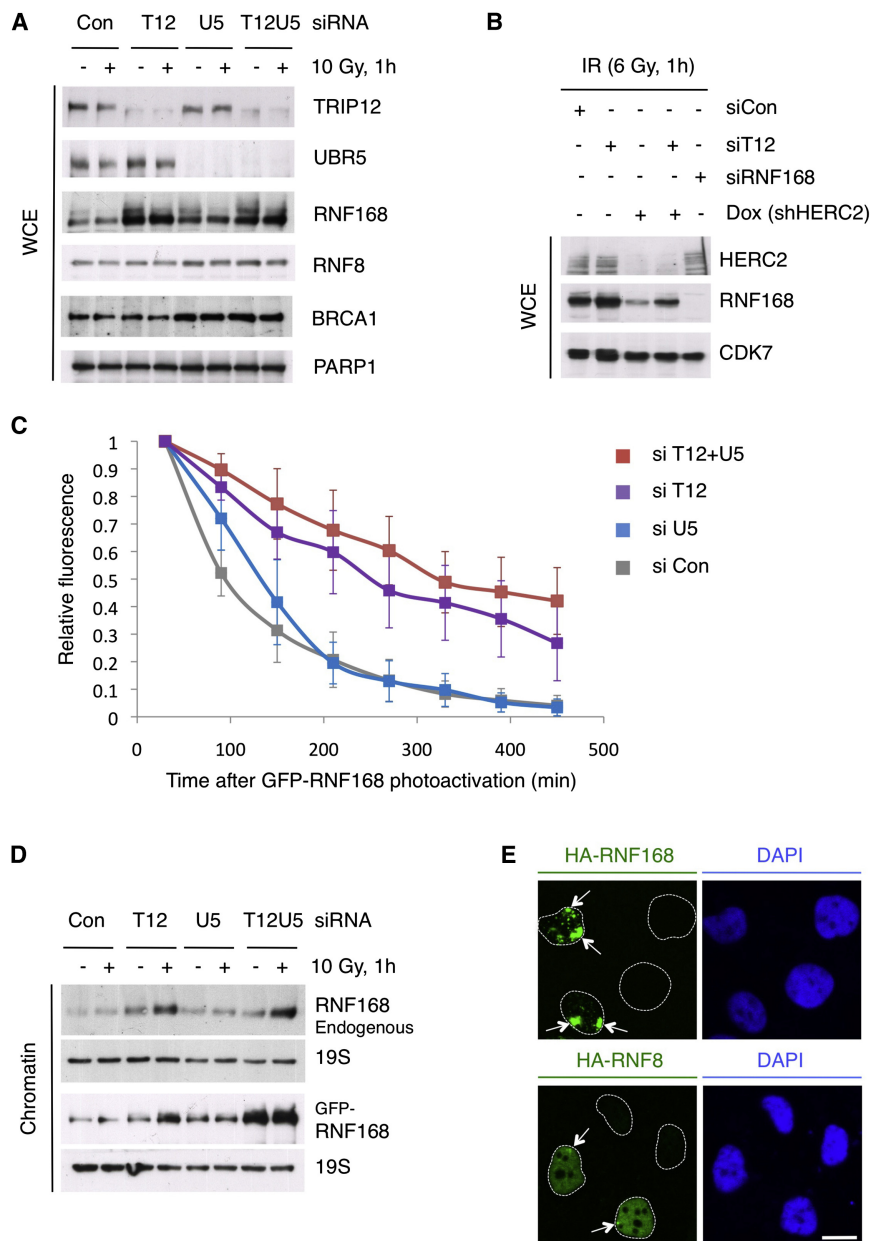 A
Con T12 U5 T12U5 siRNA
- + - + - + - + 10 Gy, 1h
TRIP12
UBR5
RNF168
RNF8
BRCA1
PARP1
WCE
B
IR (6 Gy, 1h)
+ - - - - siCon
- + - + - siT12
- - - - + siRNF168
- - + + - Dox (shHERC2)
HERC2
RNF168
CDK7
WCE
C
Relative fluorescence
1
0.9
0.8
0.7
0.6
0.5
0.4
0.3
0.2
0.1
0
0 100 200 300 400 500
Time after GFP-RNF168 photoactivation (min)
si T12+U5
si T12
si U5
si Con
D
Con T12 U5 T12U5 siRNA
- + - + - + - + 10 Gy, 1h
RNF168
Endogenous
19S
GFP-
RNF168
19S
Chromatin
E
HA-RNF168 DAPI
HA-RNF8 DAPI